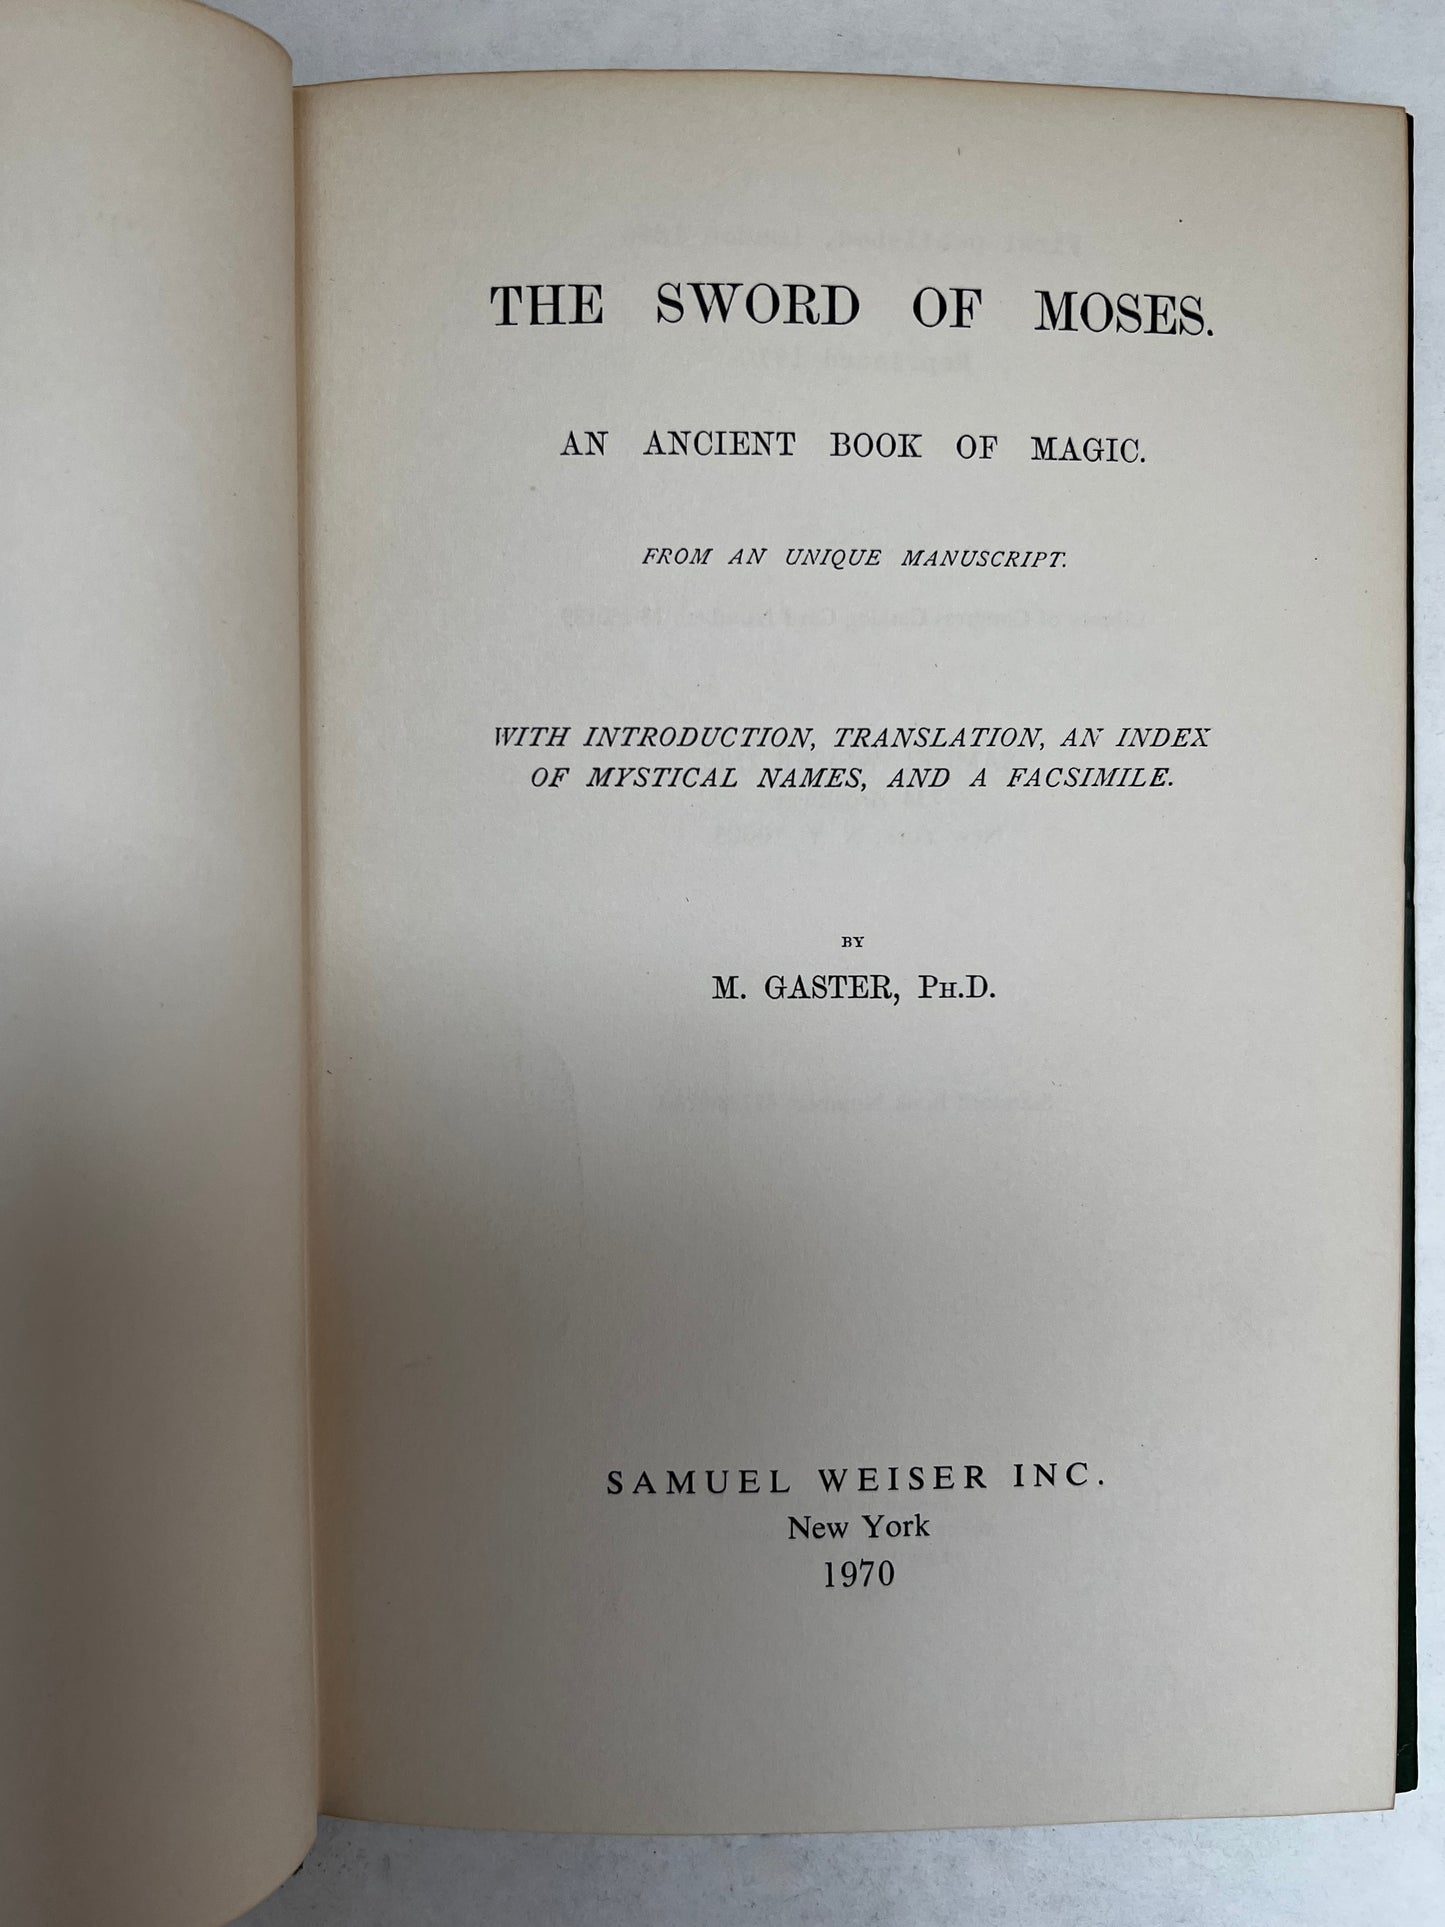 THE SWORD OF MOSES.
AN ANCIENT BOOK OF MAGIC.
FROM AN UNIQUE MANUSCRIPT.
WITH INTRODUCTION, TRANSLATION, AN INDEX
OF MYSTICAL NAMES, AND A FACSIMILE.
BY
M. GASTER, PH.D.
SAMUEL WEISER INC.
New York
1970